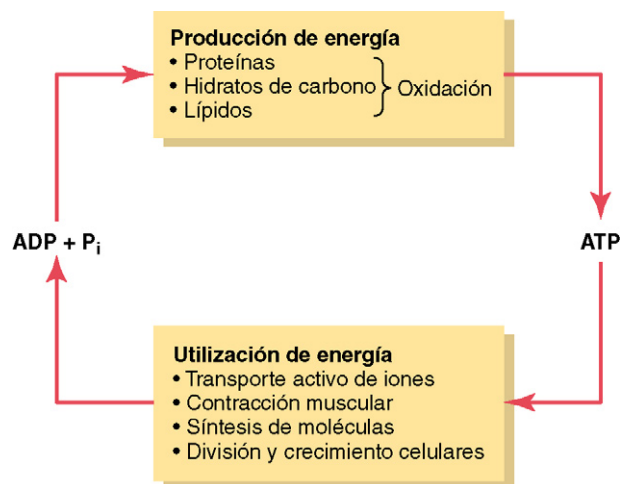 Producción de energía
• Proteínas
• Hidratos de carbono
• Lípidos
Oxidación
ADP + Pi
ATP
Utilización de energía
• Transporte activo de iones
• Contracción muscular
• Síntesis de moléculas
• División y crecimiento celulares